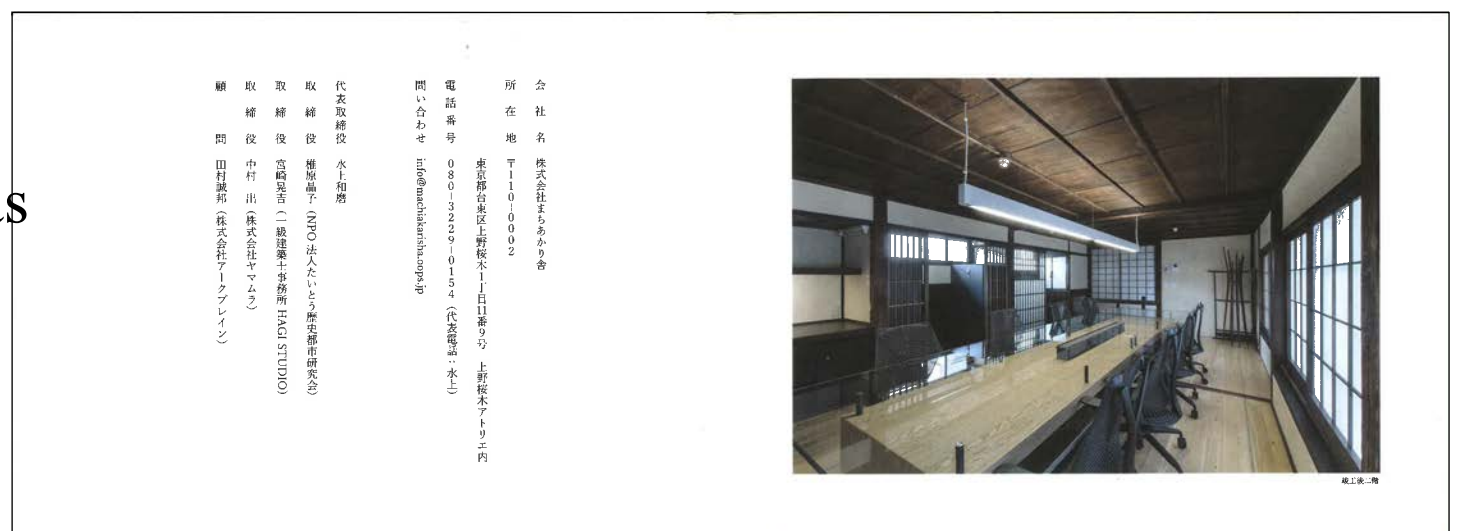 会社名 株式会社まちあかり舎
所在地 〒110-0002
東京都台東区上野桜木1丁目11番9号 上野桜木アトリエ内
電話番号 080-3229-0154(代表電話:水上)
問い合わせ info@machiakarisha.oops.jp
代表取締役 水上和磨
取締役 椎原晶子(NPO法人たいとう歴史都市研究会)
取締役 宮崎晃吉(一級建築士事務所 HAGI STUDIO)
取締役 中村 出(株式会社ヤマムラ)
顧問 田村誠邦(株式会社アークブレイン)
竣工後二階